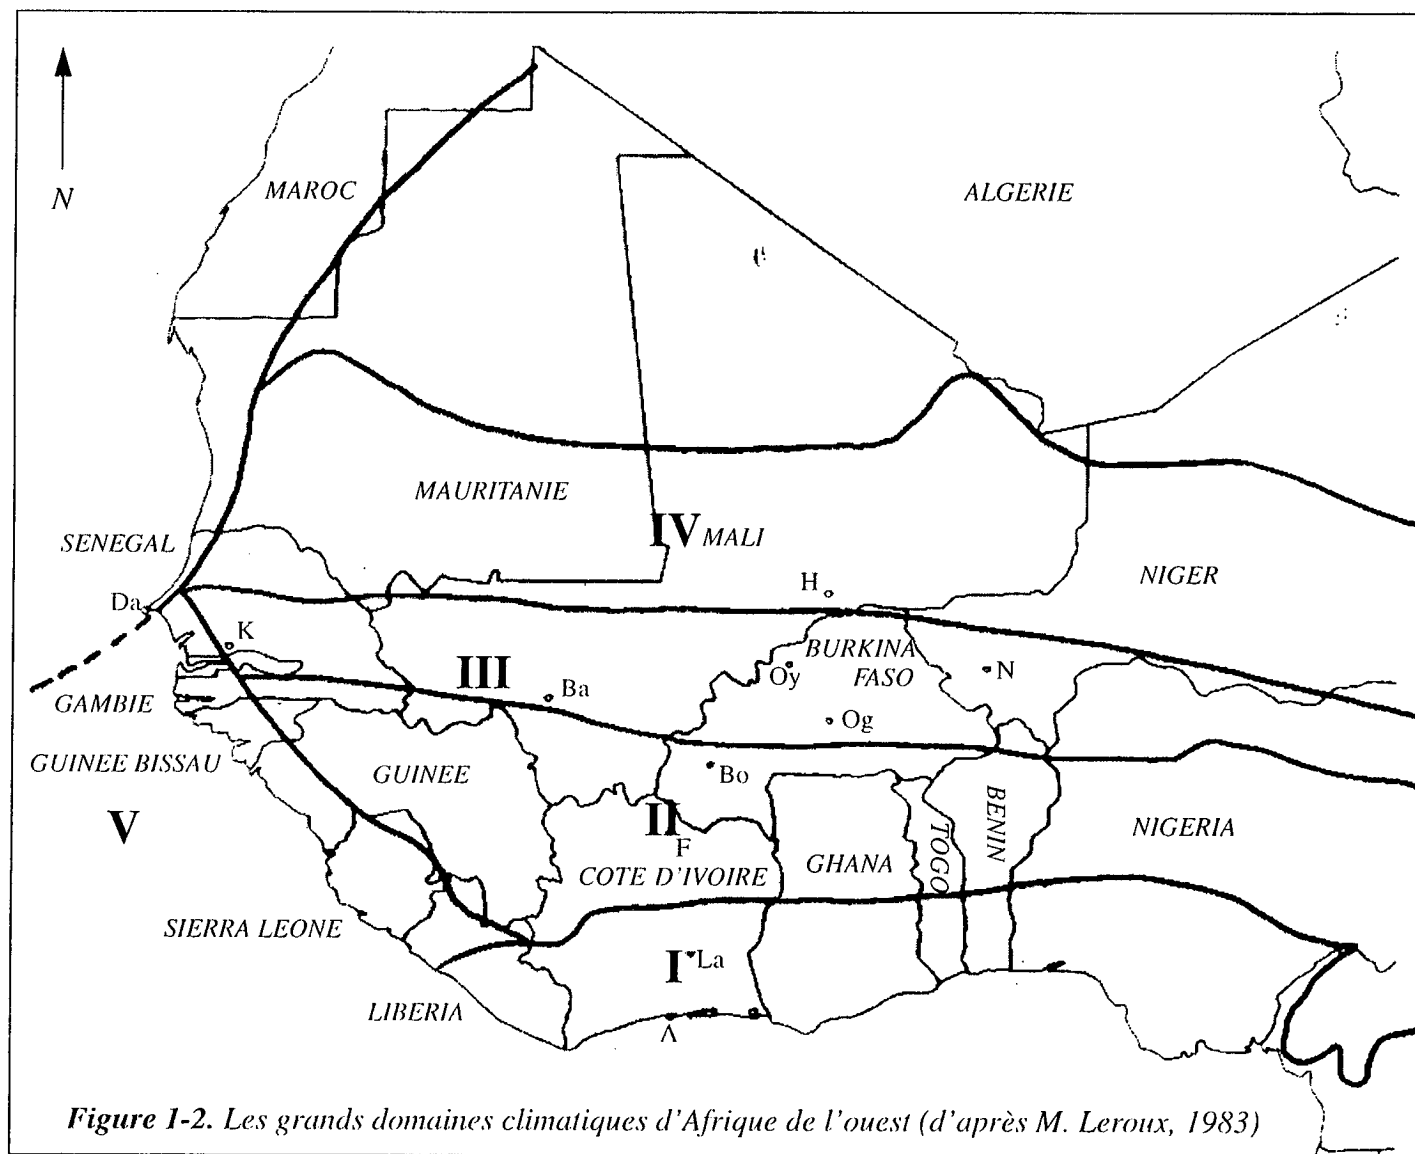 N
MAROC
ALGERIE
MAURITANIE
IV MALI
SENEGAL
NIGER
Da
H
K
BURKINA
FASO
III
Ba
Oy
N
GAMBIE
Og
GUINEE BISSAU
GUINEE
Bo
BENIN
V
II
F
TOGO
NIGERIA
COTE D'IVOIRE
GHANA
SIERRA LEONE
I
La
LIBERIA
A
Figure 1-2. Les grands domaines climatiques d'Afrique de l'ouest (d'après M. Leroux, 1983)